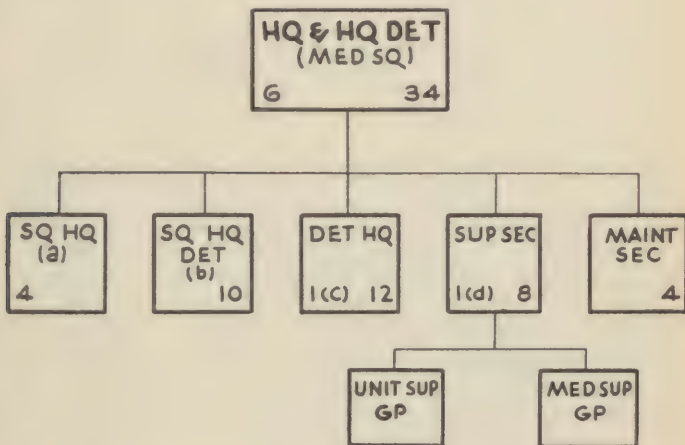 HQ & HQ DET
(MED SQ)
6 34
SQ HQ
(a)
4
SQ HQ
DET
(b)
10
DET HQ
1(C) 12
SUP SEC
1(d) 8
MAINT
SEC
4
UNIT SUP
GP
MED SUP
GP